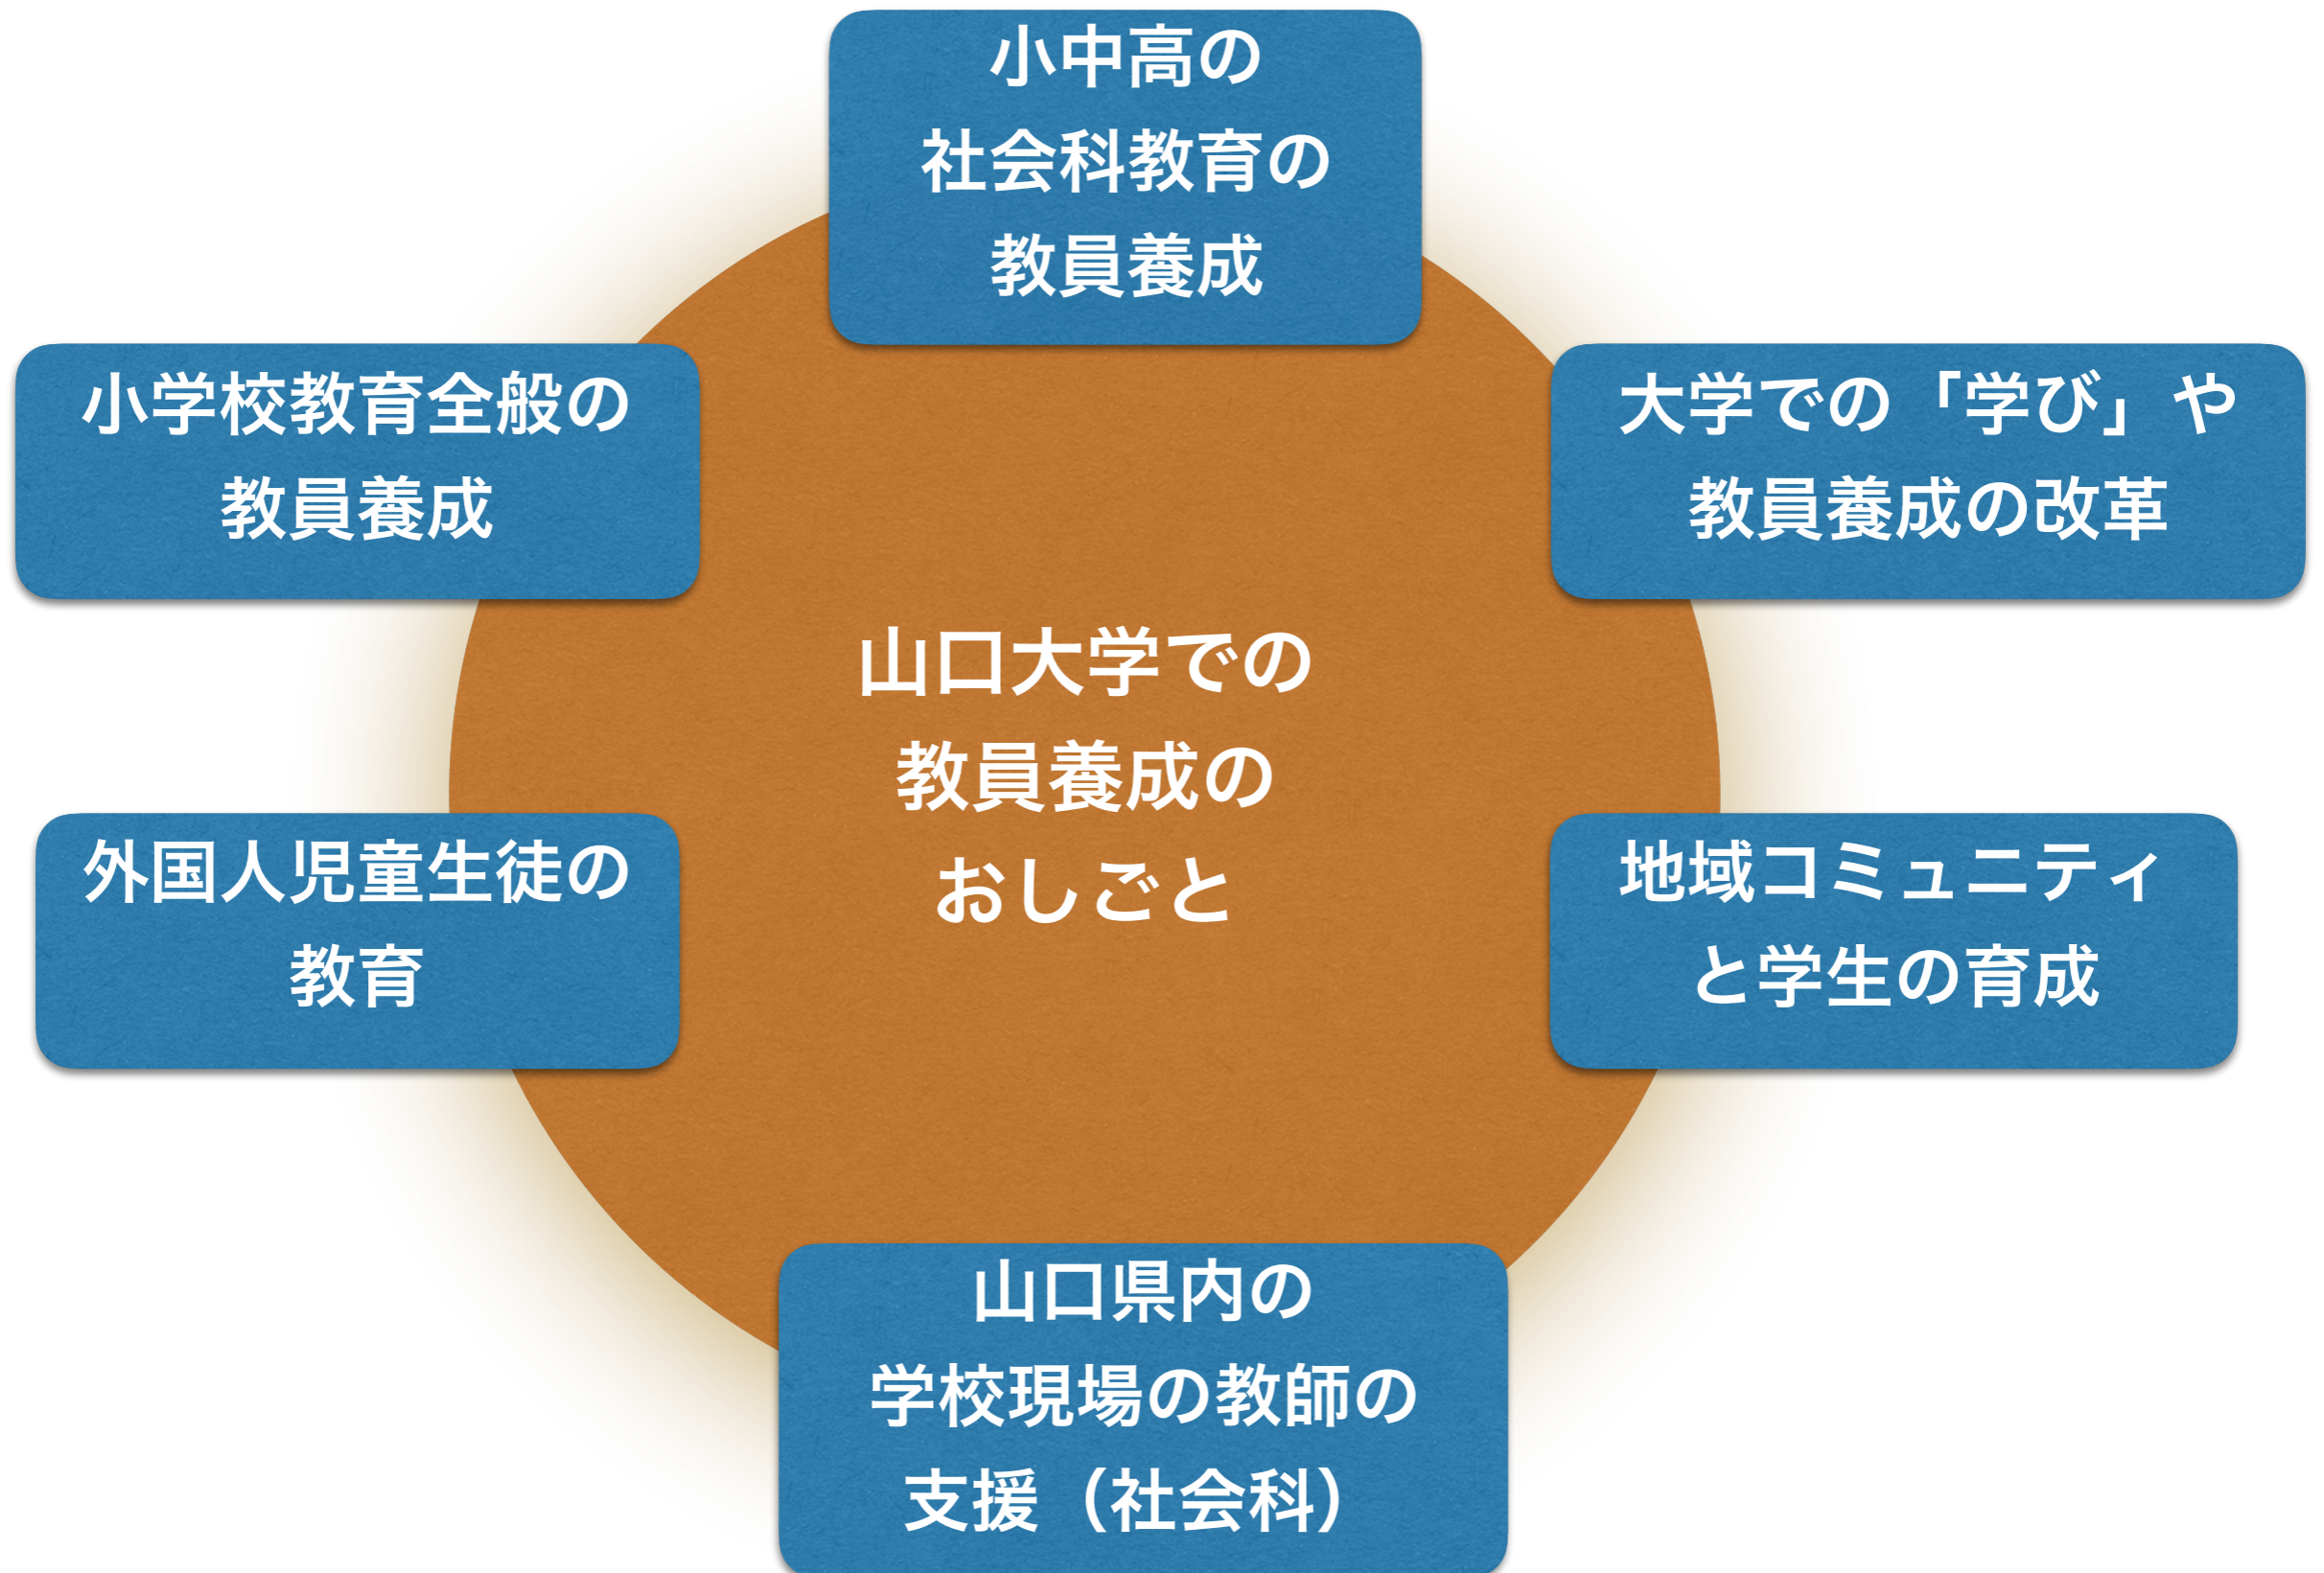 小中高の
社会科教育の
教員養成
小学校教育全般の
教員養成
大学での「学び」や
教員養成の改革
山口大学での
教員養成の
おしごと
外国人児童生徒の
教育
地域コミュニティ
と学生の育成
山口県内の
学校現場の教師の
支援（社会科）